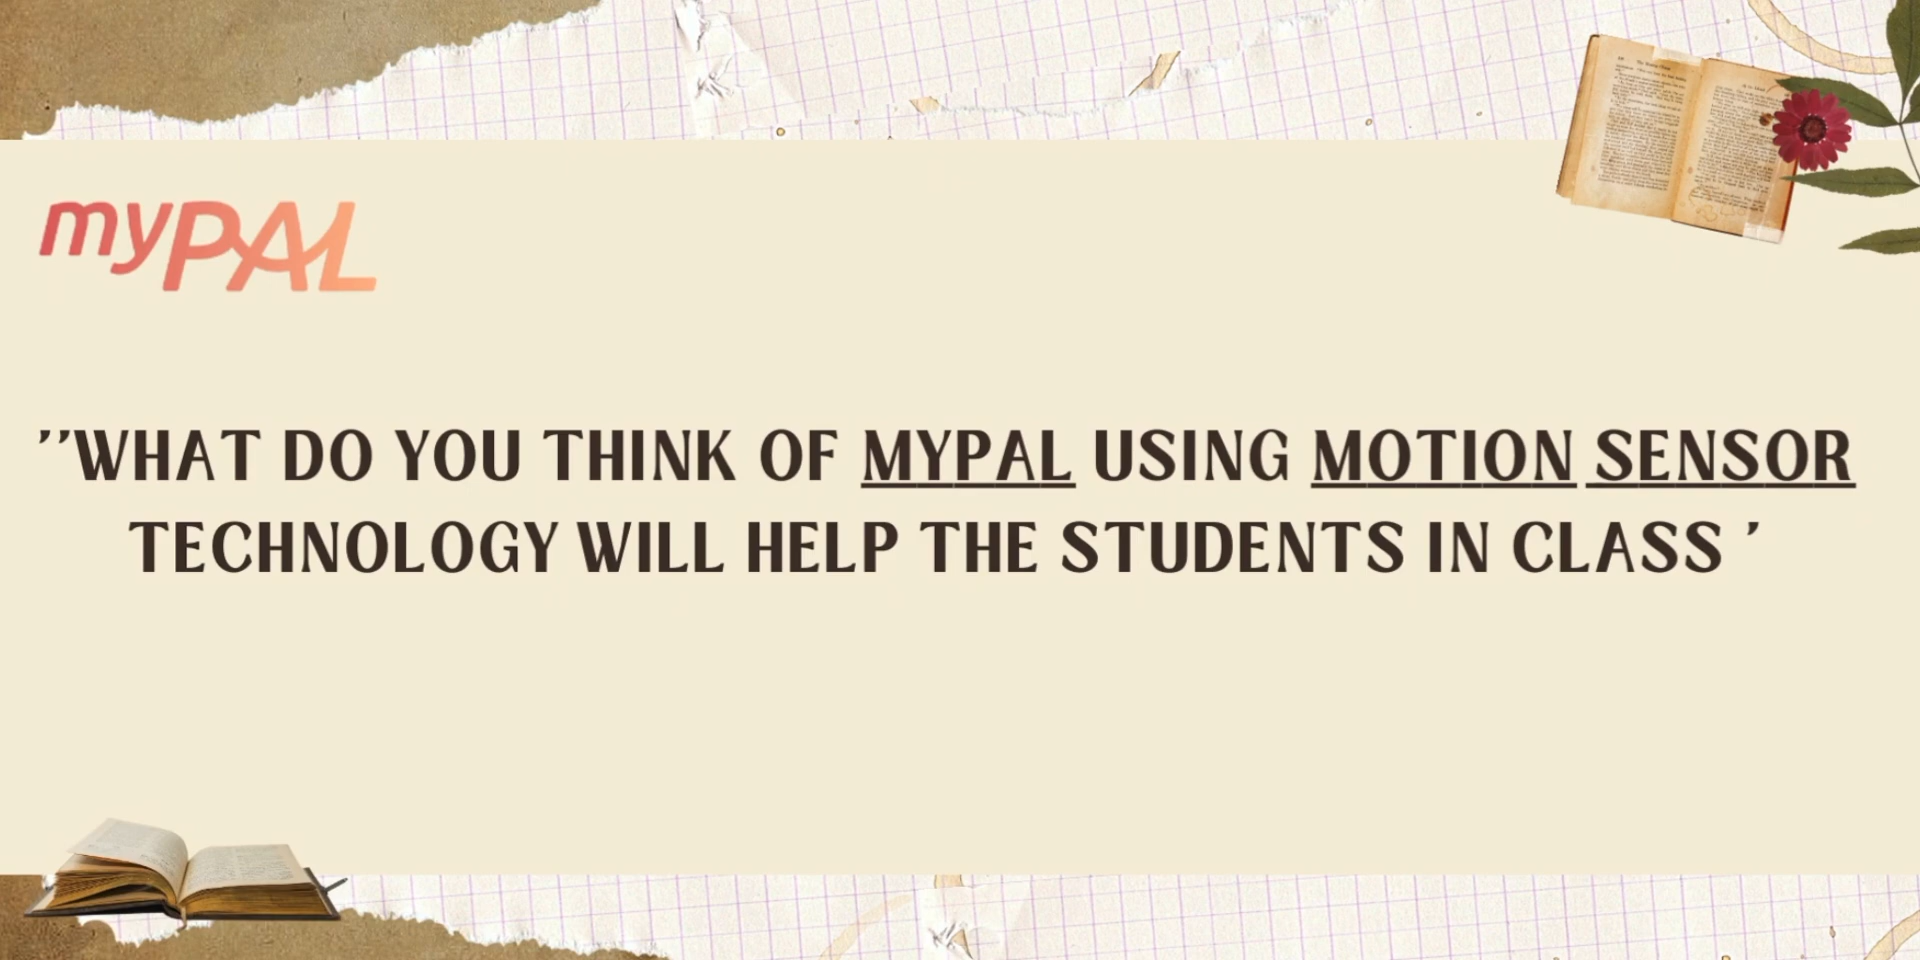 myPAL
''WHAT DO YOU THINK OF MYPAL USING MOTION SENSOR
TECHNOLOGY WILL HELP THE STUDENTS IN CLASS '